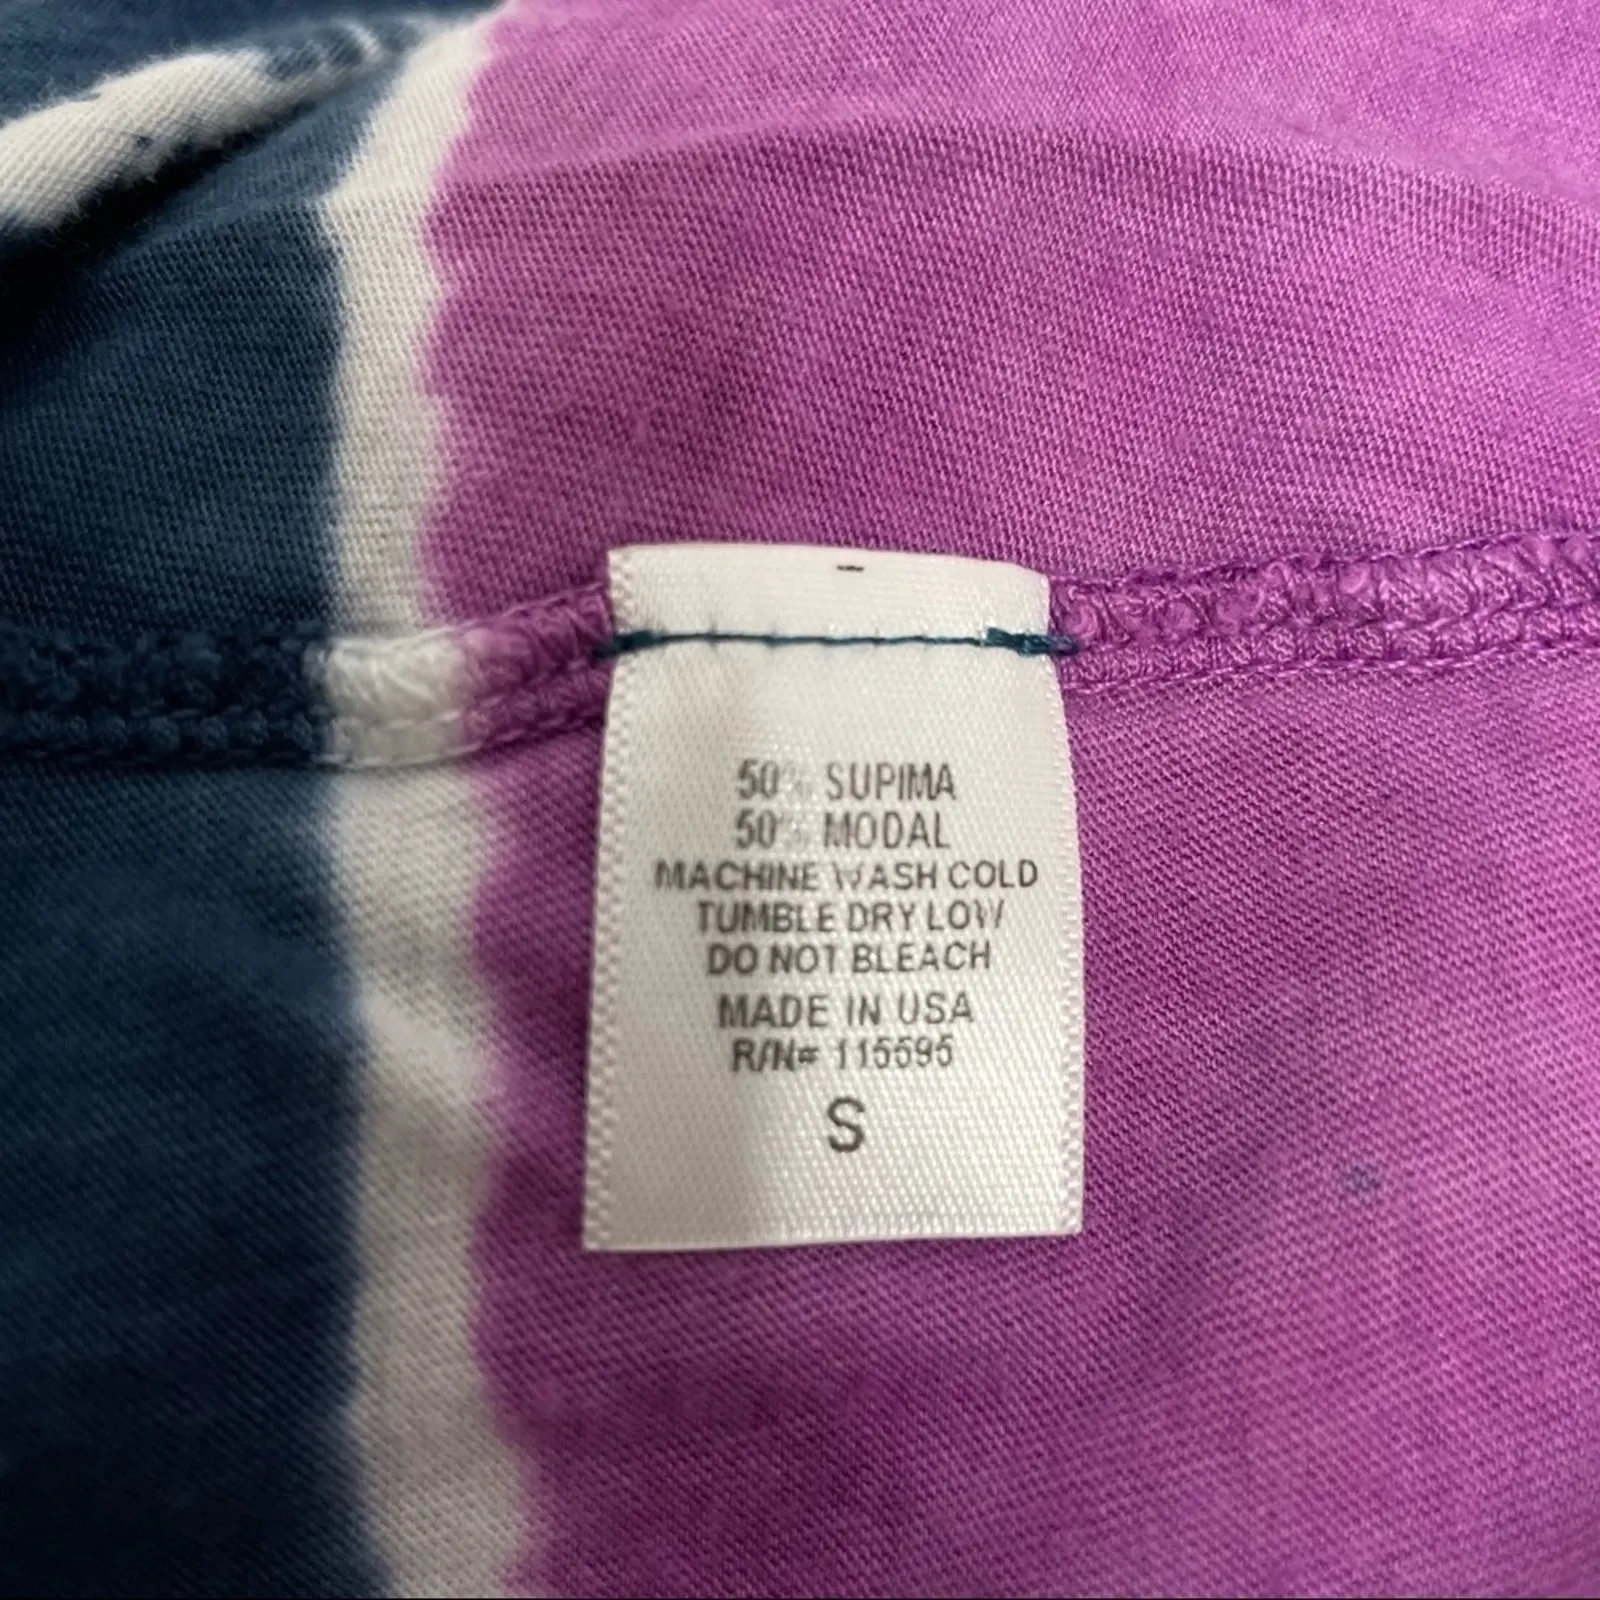 50% SUPIMA
50% MODAL
MACHINE WASH COLD
TUMBLE DRY LOW
DO NOT BLEACH
MADE IN USA
R/N# 115595
S